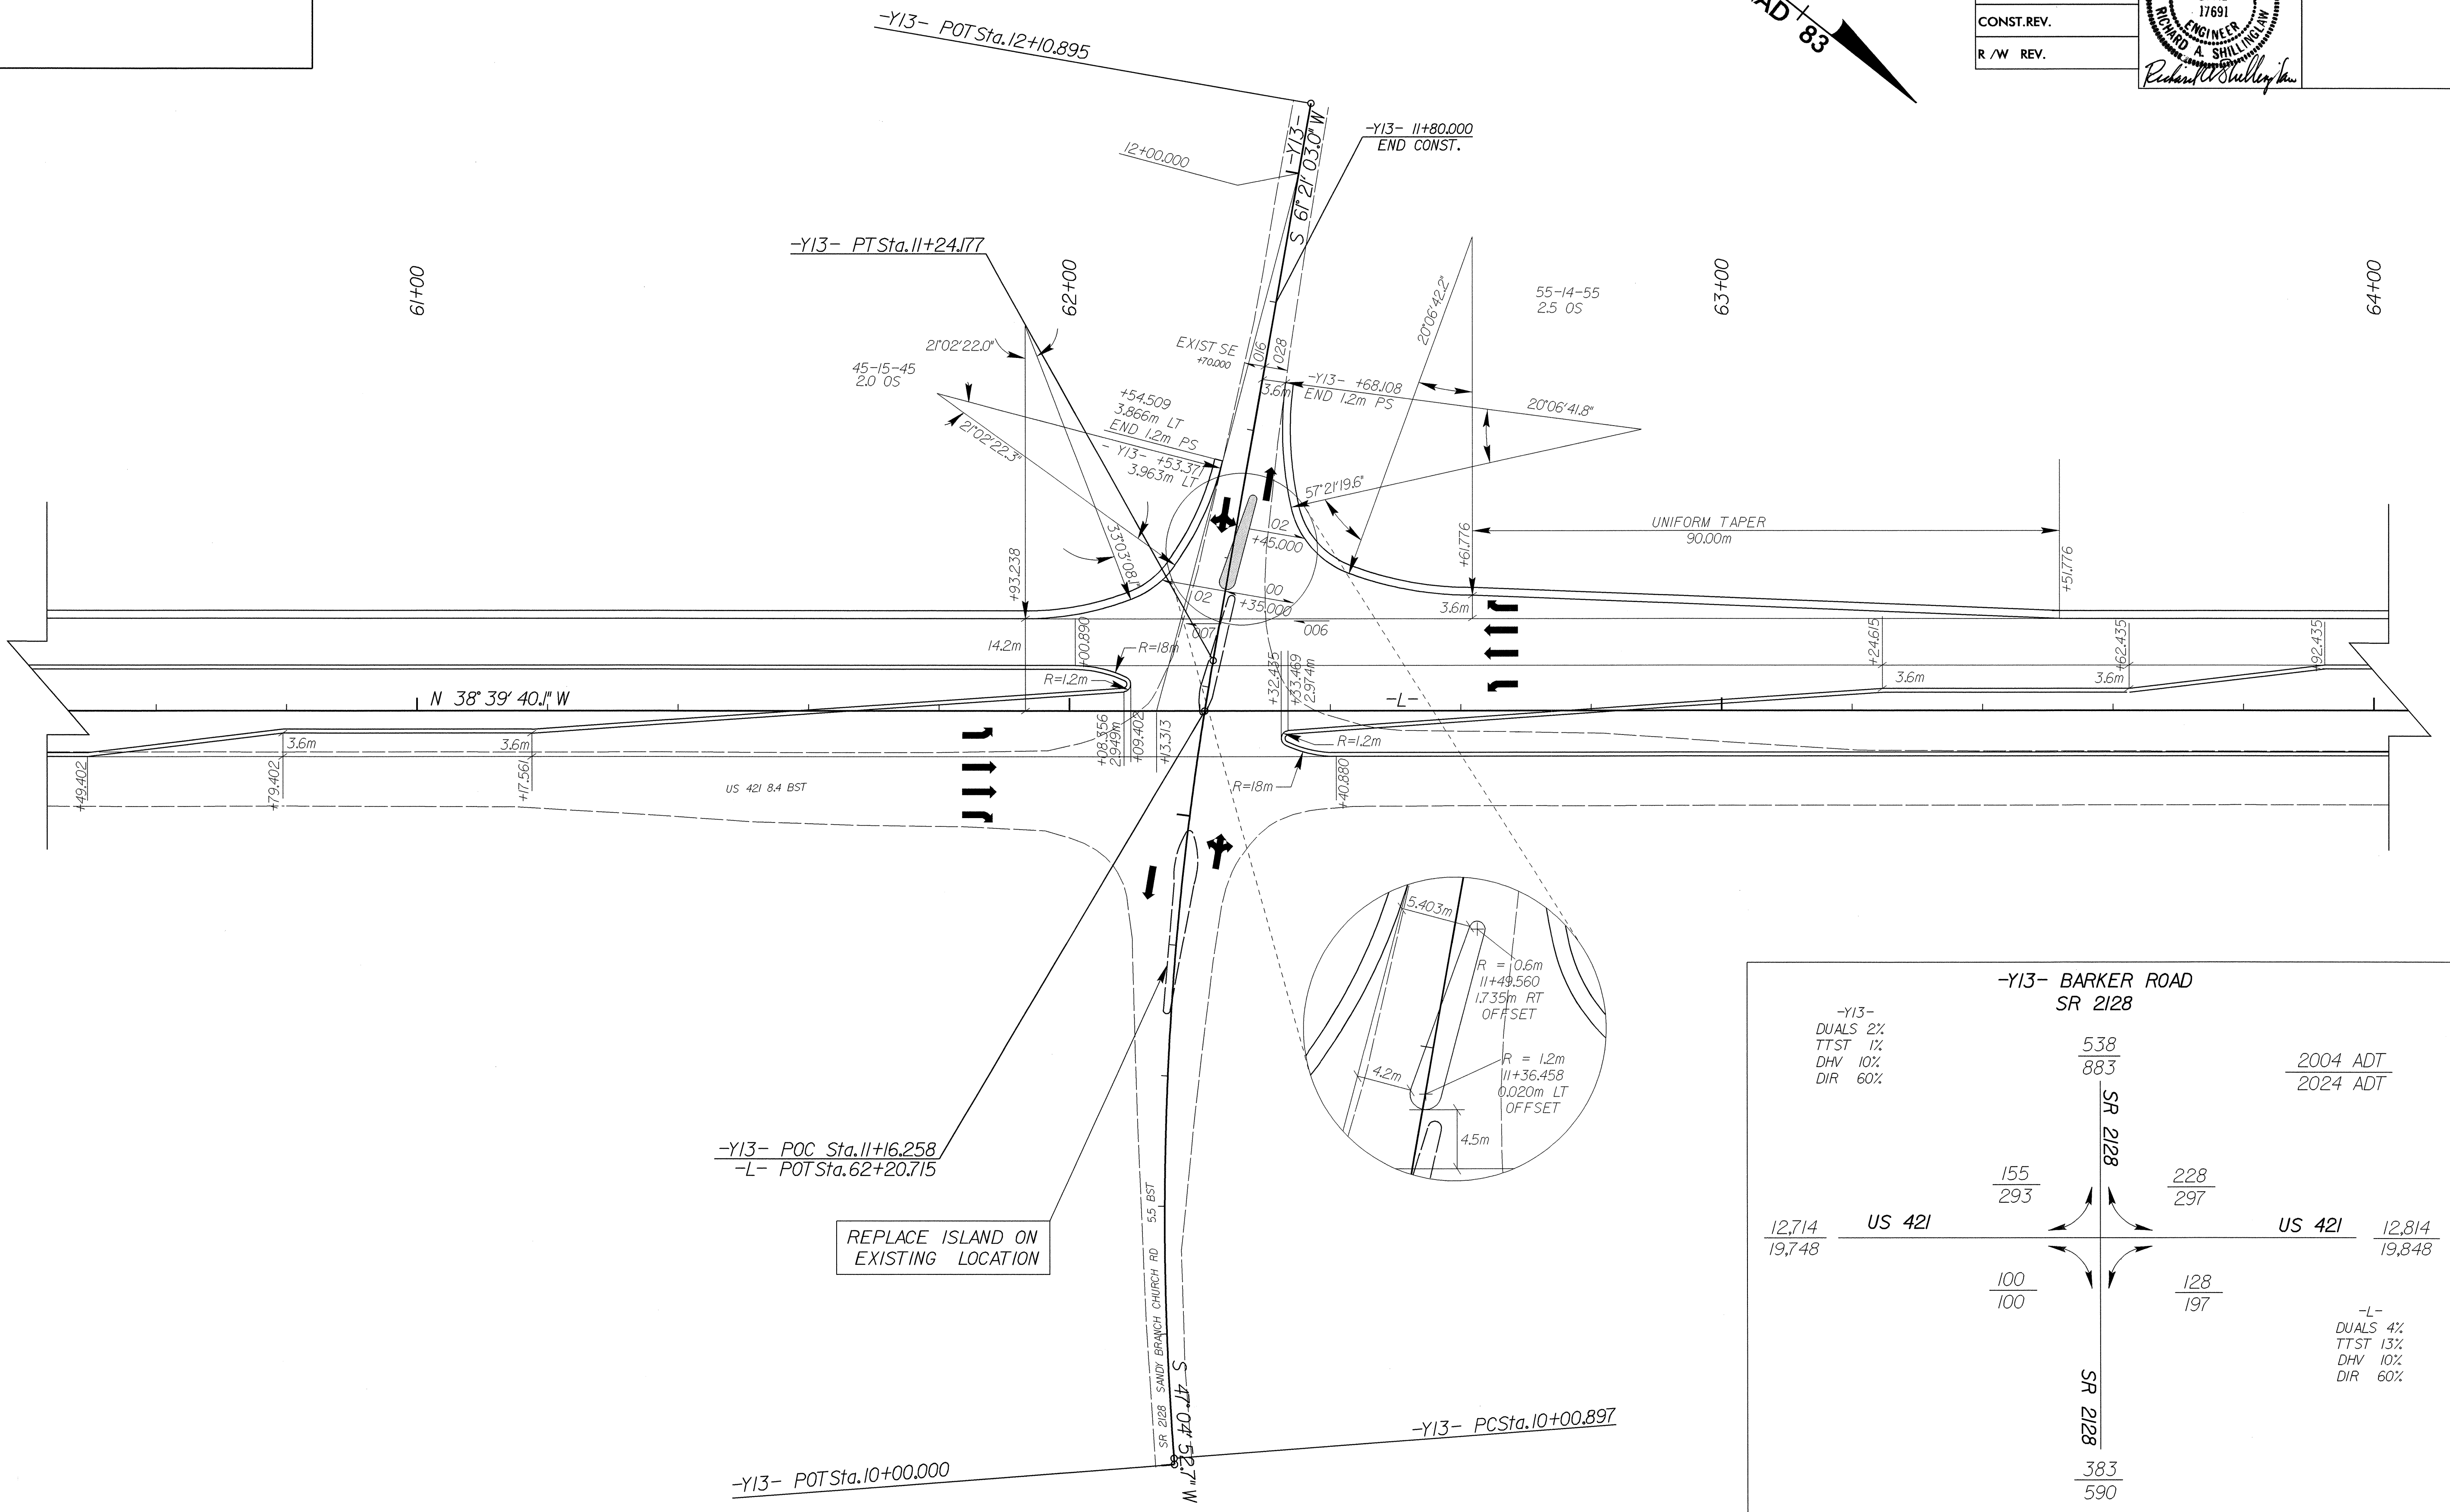 -Y13- POT Sta. 12+10.895
NAD 83
CONST.REV.
R /W REV.
17691
ENGINEER
RICHARD A. SHILLINGLAW
Richard A Shillinglaw
-Y13- 11+80.000
END CONST.
12+00.000
-Y13-
S 61° 21' 03.0" W
-Y13- PT Sta. 11+24.177
61+00
62+00
63+00
64+00
55-14-55
2.5 OS
20°06'42.2"
21°02'22.0"
45-15-45
2.0 OS
EXIST SE
+70.000
.016
.028
3.6m
-Y13- +68.108
END 1.2m PS
20°06'41.8"
+54.509
3.866m LT
END 1.2m PS
- Y13- +53.371
3.963m LT
21°02'22.3"
57°21'19.6"
33°03'08.1"
.02
+45.000
UNIFORM TAPER
90.00m
+93.238
+61.776
+51.776
.02
.00
+35.000
3.6m
.007
.006
14.2m
+00.890
R=18m
R=1.2m
+32.435
+33.469
2.974m
+24.615
+62.435
+92.435
3.6m
3.6m
N 38° 39' 40.1" W
-L-
3.6m
3.6m
+08.356
2.949m
+09.402
+13.313
R=1.2m
R=18m
+40.880
+49.402
+79.402
+17.561
US 421 8.4 BST
5.403m
R = 0.6m
11+49.560
1.735m RT
OFFSET
4.2m
R = 1.2m
11+36.458
0.020m LT
OFFSET
4.5m
-Y13- POC Sta. 11+16.258
-L- POT Sta. 62+20.715
REPLACE ISLAND ON
EXISTING LOCATION
SR 2128 SANDY BRANCH CHURCH RD 5.5 BST
S 47° 04' 52.7" W
-Y13- PC Sta. 10+00.897
-Y13- POT Sta. 10+00.000
-Y13- BARKER ROAD
SR 2128
-Y13-
DUALS 2%
TTST 1%
DHV 10%
DIR 60%
538
883
2004 ADT
2024 ADT
SR 2128
155
293
228
297
12,714
19,748
US 421
US 421
12,814
19,848
100
100
128
197
-L-
DUALS 4%
TTST 13%
DHV 10%
DIR 60%
SR 2128
383
590